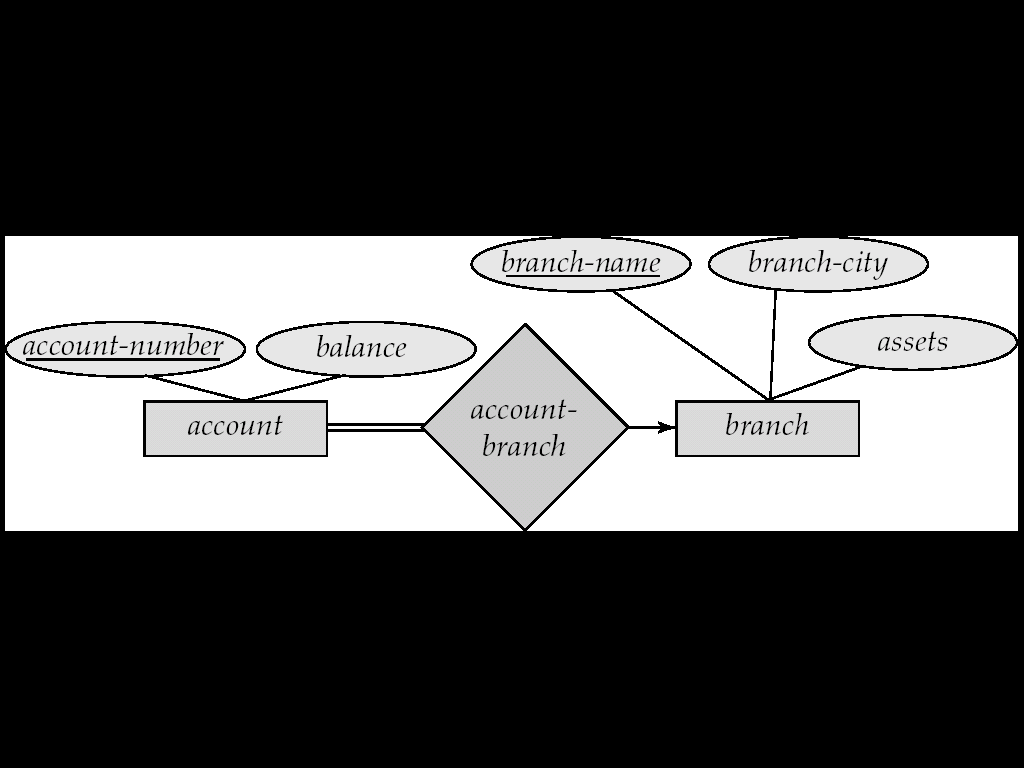 branch-name
branch-city
account-number
balance
assets
account
account-
branch
branch